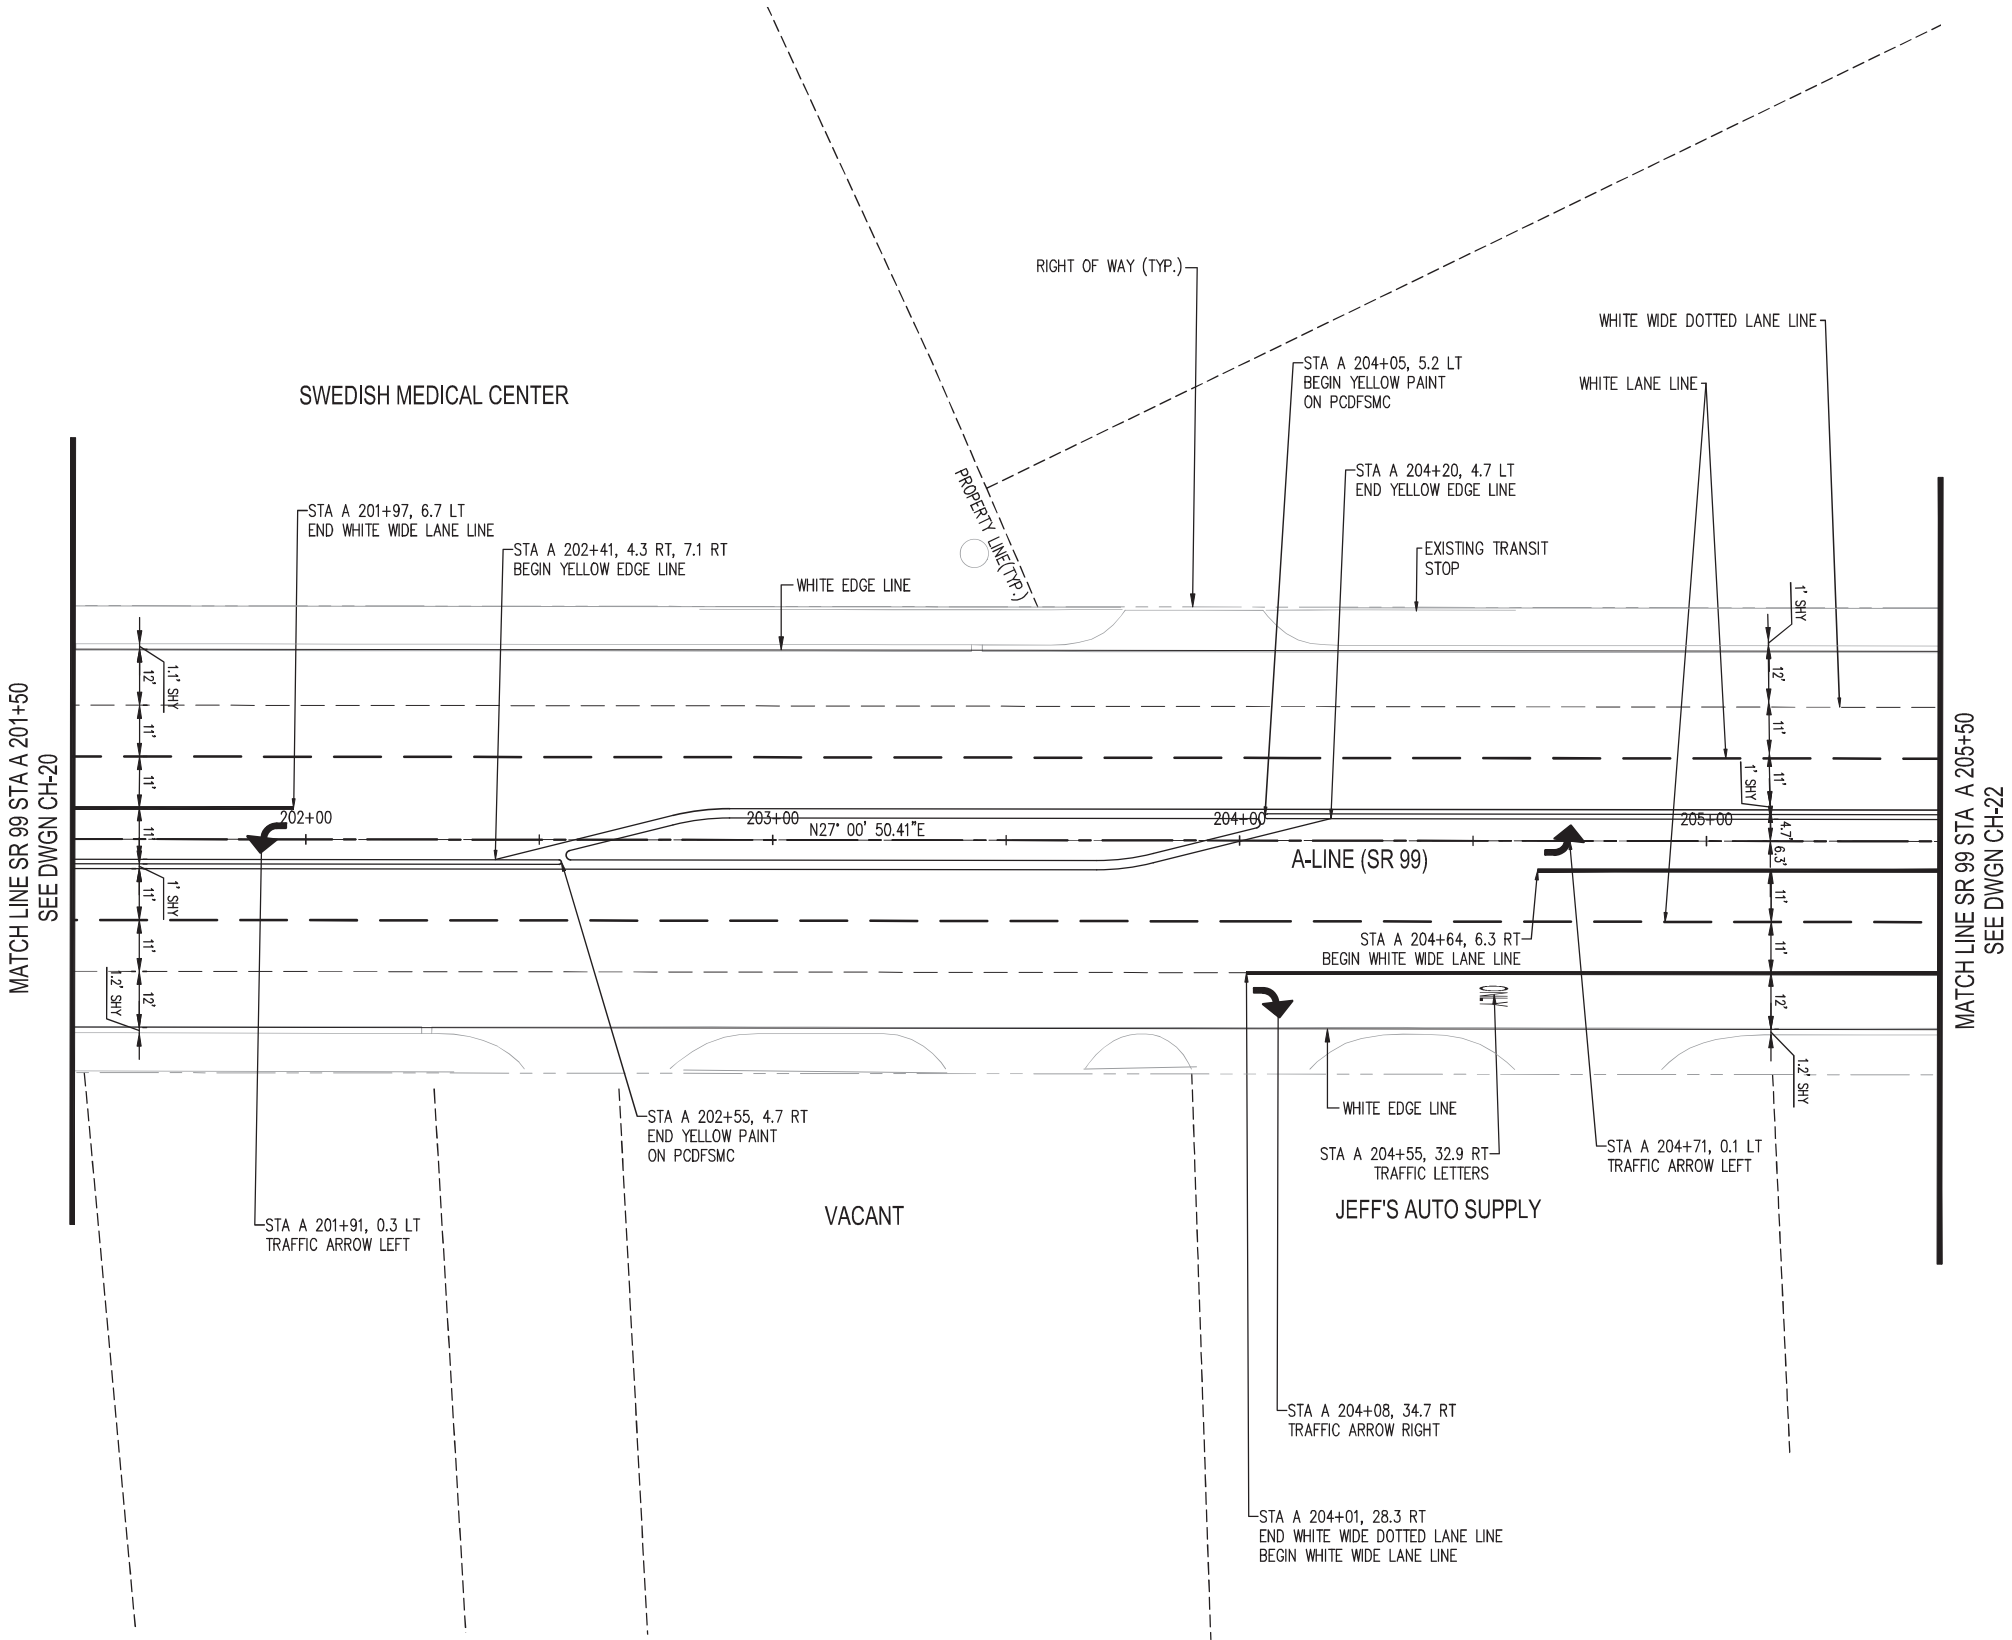 RIGHT OF WAY (TYP.)
WHITE WIDE DOTTED LANE LINE
STA A 204+05, 5.2 LT
BEGIN YELLOW PAINT
ON PCDFSMC
WHITE LANE LINE
SWEDISH MEDICAL CENTER
STA A 204+20, 4.7 LT
END YELLOW EDGE LINE
PROPERTY LINE(TYP.)
STA A 201+97, 6.7 LT
END WHITE WIDE LANE LINE
STA A 202+41, 4.3 RT, 7.1 RT
BEGIN YELLOW EDGE LINE
WHITE EDGE LINE
EXISTING TRANSIT
STOP
1' SHY
1.1' SHY
12'
11'
11'
11'
1' SHY
11'
11'
1.2' SHY
12'
12'
11'
11'
1' SHY
4.7'
6.3'
11'
11'
12'
1.2' SHY
MATCH LINE SR 99 STA A 201+50
SEE DWGN CH-20
MATCH LINE SR 99 STA A 205+50
SEE DWGN CH-22
202+00
203+00
204+00
205+00
N27° 00' 50.41"E
A-LINE (SR 99)
STA A 204+64, 6.3 RT
BEGIN WHITE WIDE LANE LINE
ONLY
STA A 202+55, 4.7 RT
END YELLOW PAINT
ON PCDFSMC
WHITE EDGE LINE
STA A 204+55, 32.9 RT
TRAFFIC LETTERS
STA A 204+71, 0.1 LT
TRAFFIC ARROW LEFT
VACANT
JEFF'S AUTO SUPPLY
STA A 201+91, 0.3 LT
TRAFFIC ARROW LEFT
STA A 204+08, 34.7 RT
TRAFFIC ARROW RIGHT
STA A 204+01, 28.3 RT
END WHITE WIDE DOTTED LANE LINE
BEGIN WHITE WIDE LANE LINE